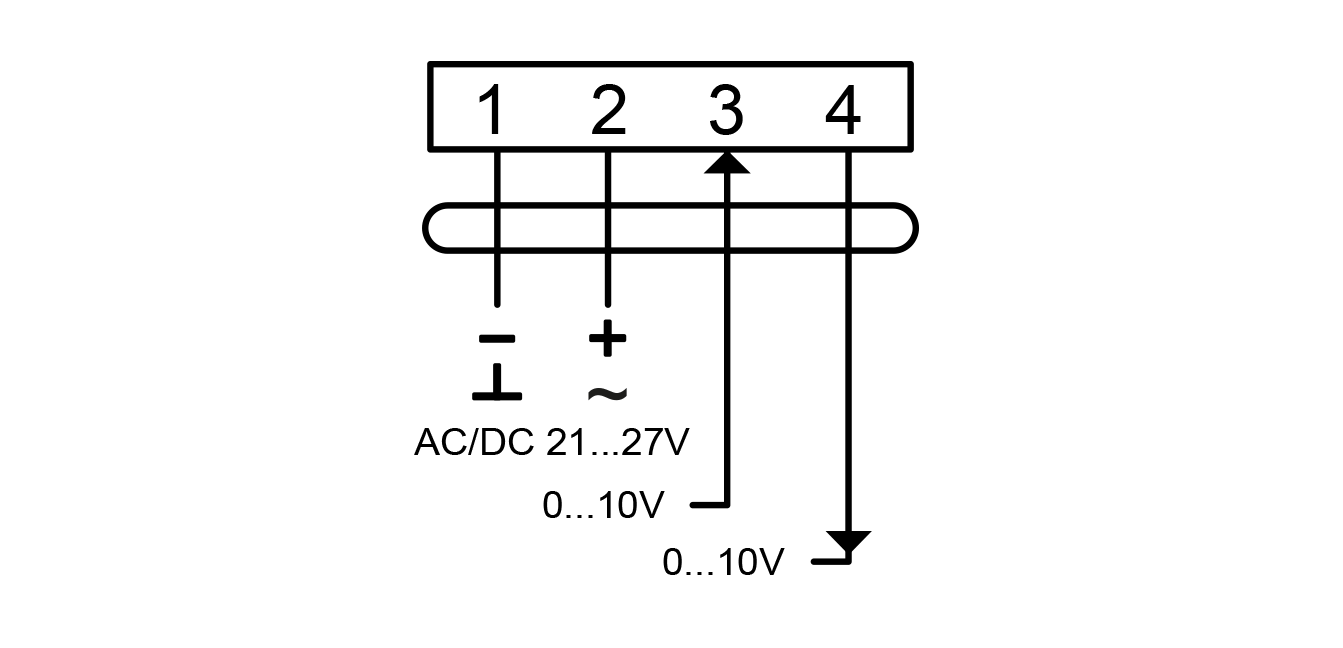 1 2 3 4
− +
⊥ ~
AC/DC 21...27V
0...10V
0...10V